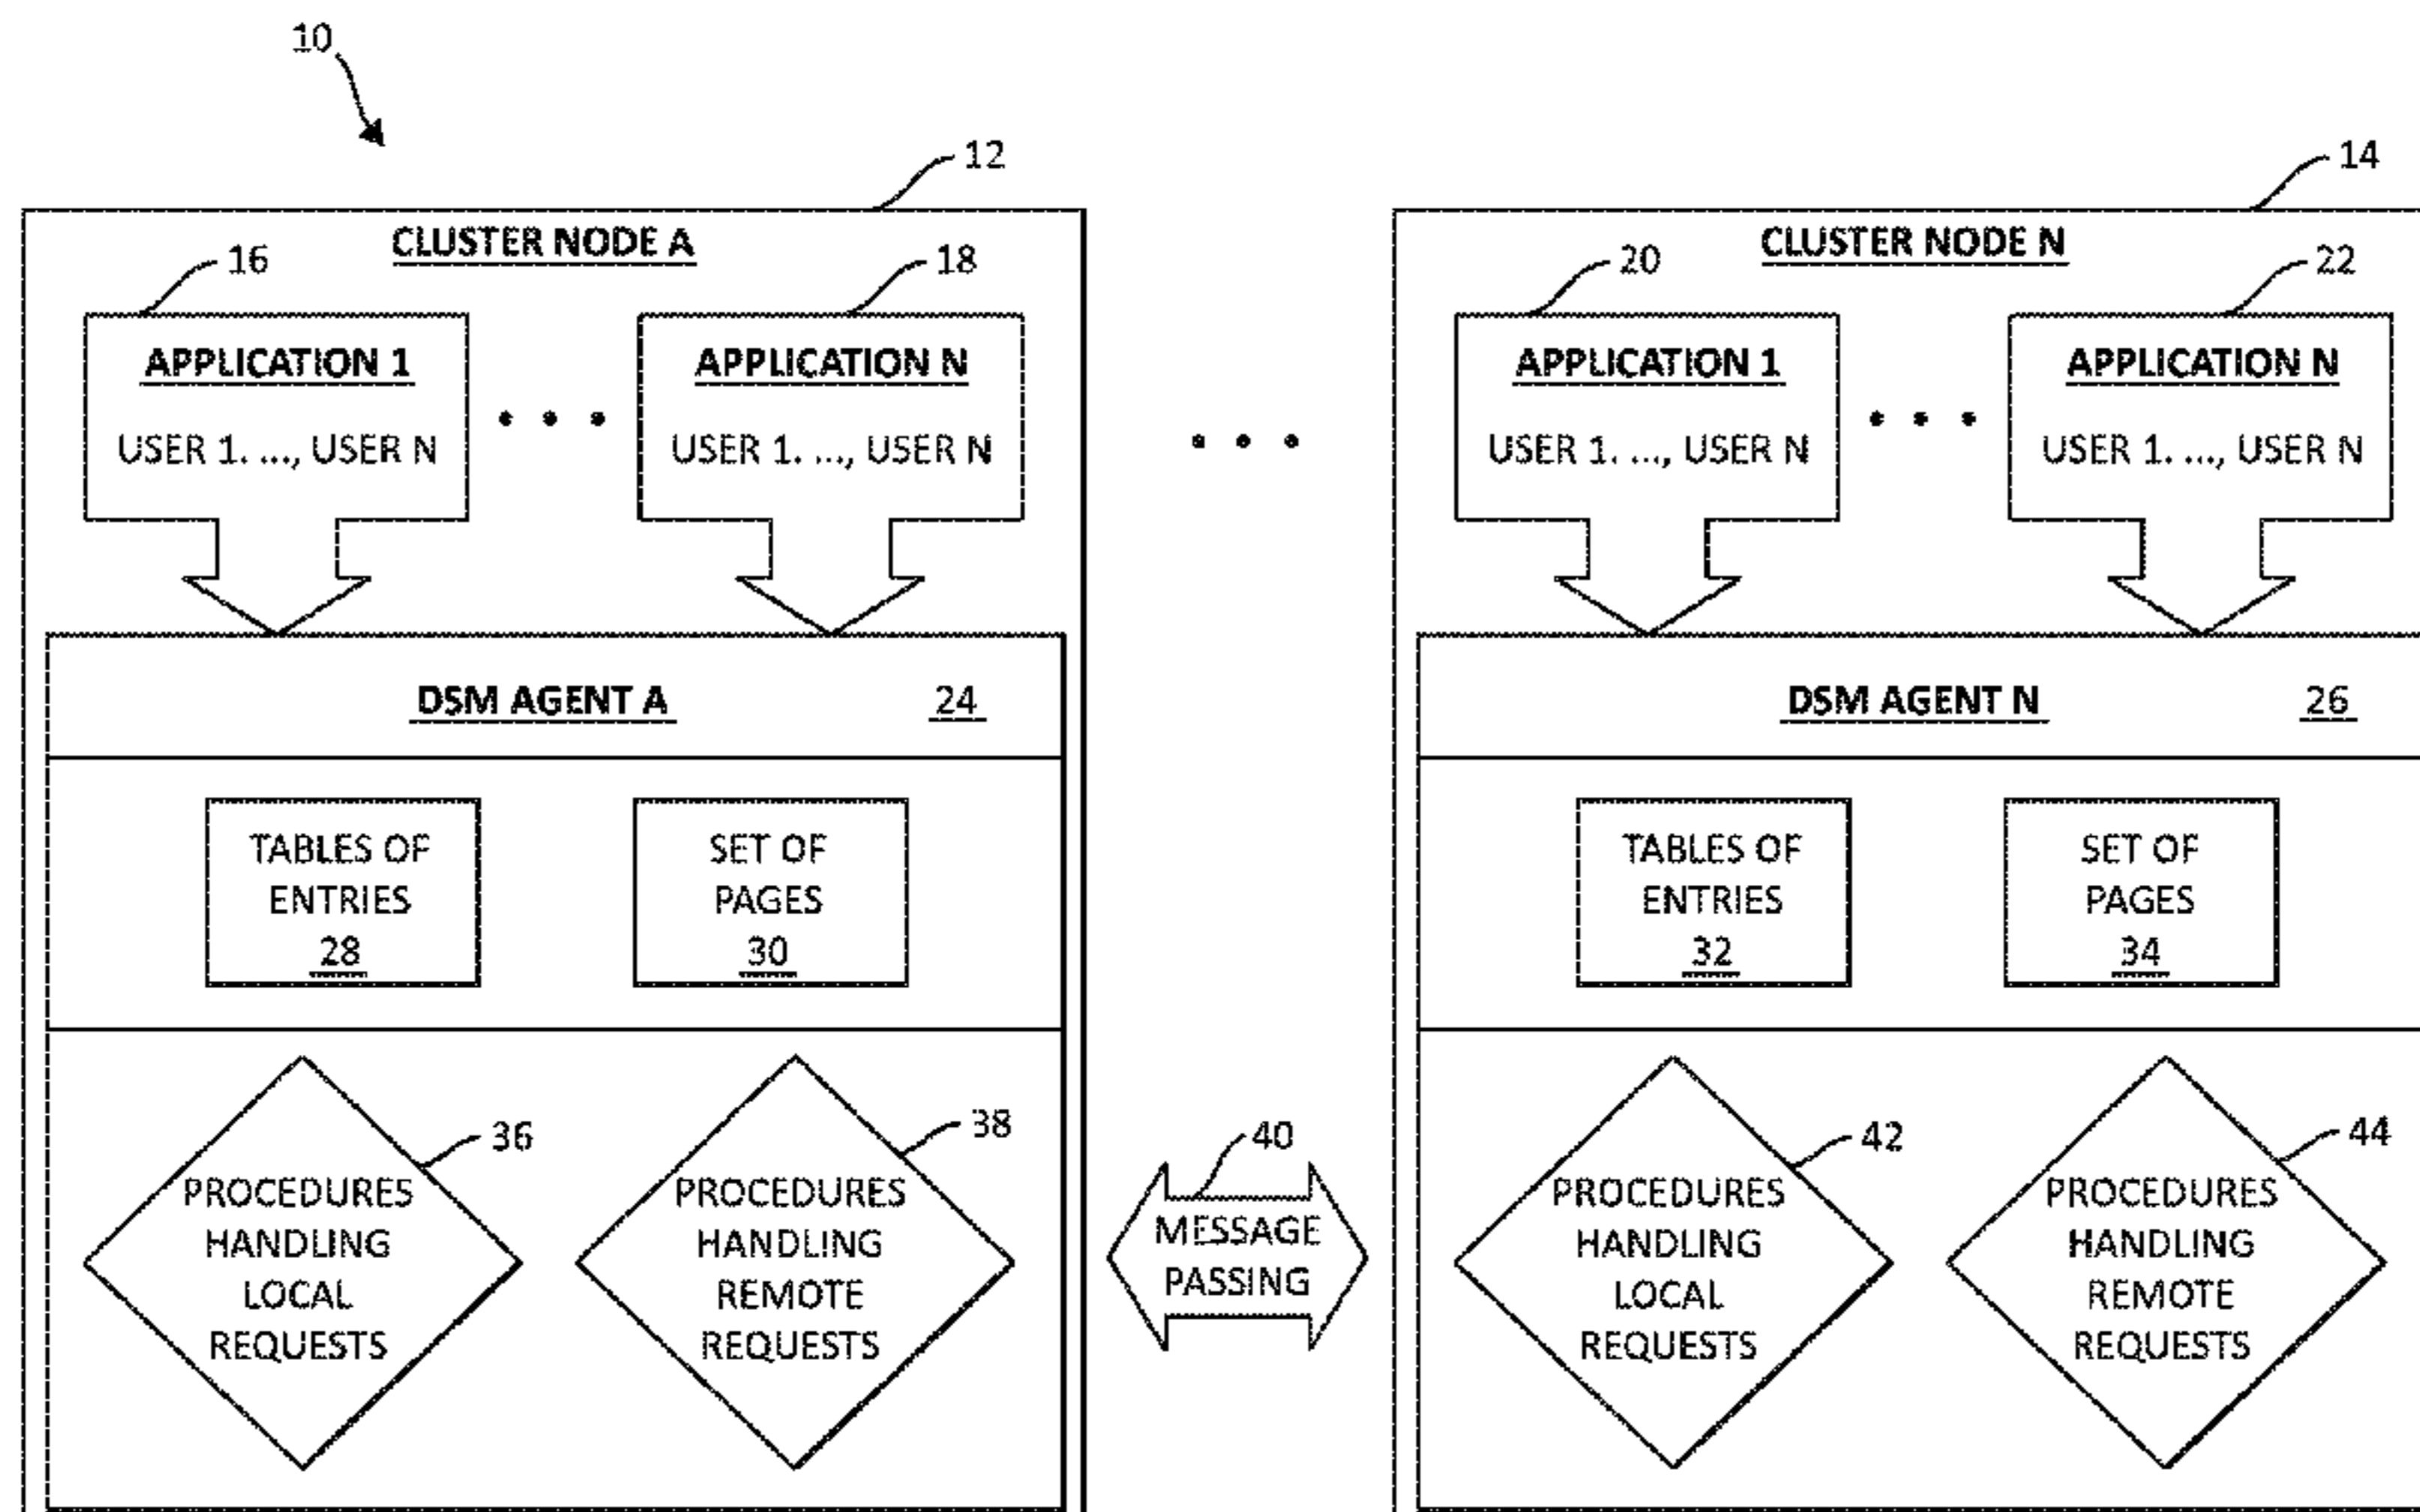 10
12
14
CLUSTER NODE A
CLUSTER NODE N
16
18
20
22
APPLICATION 1
USER 1. ..., USER N
• • •
APPLICATION N
USER 1. ..., USER N
• • •
APPLICATION 1
USER 1. ..., USER N
• • •
APPLICATION N
USER 1. ..., USER N
DSM AGENT A 24
DSM AGENT N 26
TABLES OF
ENTRIES
28
SET OF
PAGES
30
TABLES OF
ENTRIES
32
SET OF
PAGES
34
36
PROCEDURES
HANDLING
LOCAL
REQUESTS
38
PROCEDURES
HANDLING
REMOTE
REQUESTS
40
MESSAGE
PASSING
42
PROCEDURES
HANDLING
LOCAL
REQUESTS
44
PROCEDURES
HANDLING
REMOTE
REQUESTS